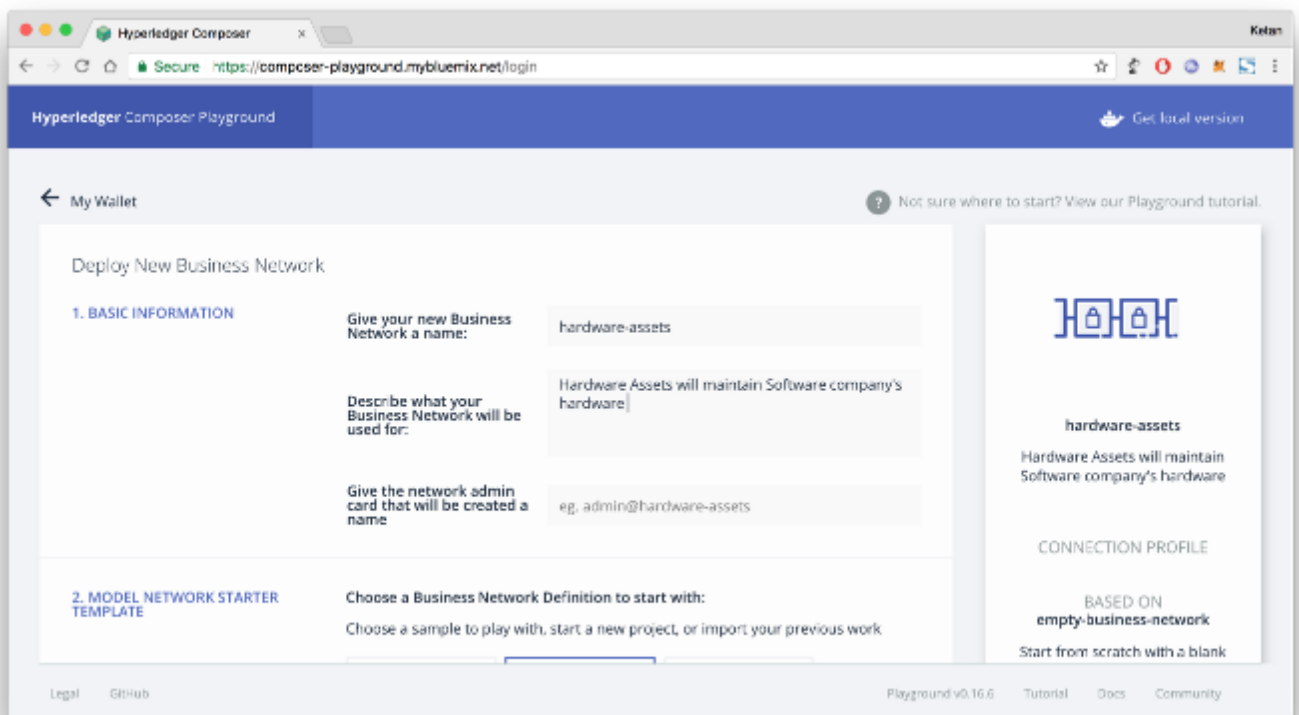 Hyperledger Composer
Ketan
Secure https://composer-playground.mybluemix.net/login
Hyperledger Composer Playground
Get local version
My Wallet
? Not sure where to start? View our Playground tutorial.
Deploy New Business Network
1. BASIC INFORMATION
Give your new Business
Network a name:
hardware-assets
Describe what your
Business Network will be
used for:
Hardware Assets will maintain Software company's
hardware
Give the network admin
card that will be created a
name
eg. admin@hardware-assets
2. MODEL NETWORK STARTER
TEMPLATE
Choose a Business Network Definition to start with:
Choose a sample to play with, start a new project, or import your previous work
hardware-assets
Hardware Assets will maintain
Software company's hardware
CONNECTION PROFILE
BASED ON
empty-business-network
Start from scratch with a blank
Legal GitHub
Playground v0.16.6 Tutorial Docs Community